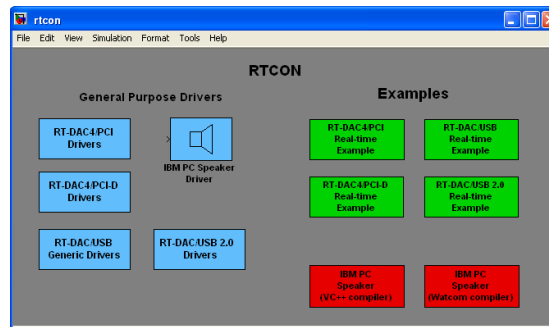 rtcon
File Edit View Simulation Format Tools Help
RTCON
General Purpose Drivers
RT-DAC4/PCI
Drivers
IBM PC Speaker
Driver
RT-DAC4/PCI-D
Drivers
RT-DAC/USB
Generic Drivers
RT-DAC/USB 2.0
Drivers
Examples
RT-DAC4/PCI
Real-time
Example
RT-DAC/USB
Real-time
Example
RT-DAC4/PCI-D
Real-time
Example
RT-DAC/USB 2.0
Real-time
Example
IBM PC
Speaker
(VC++ compiler)
IBM PC
Speaker
(Watcom compiler)